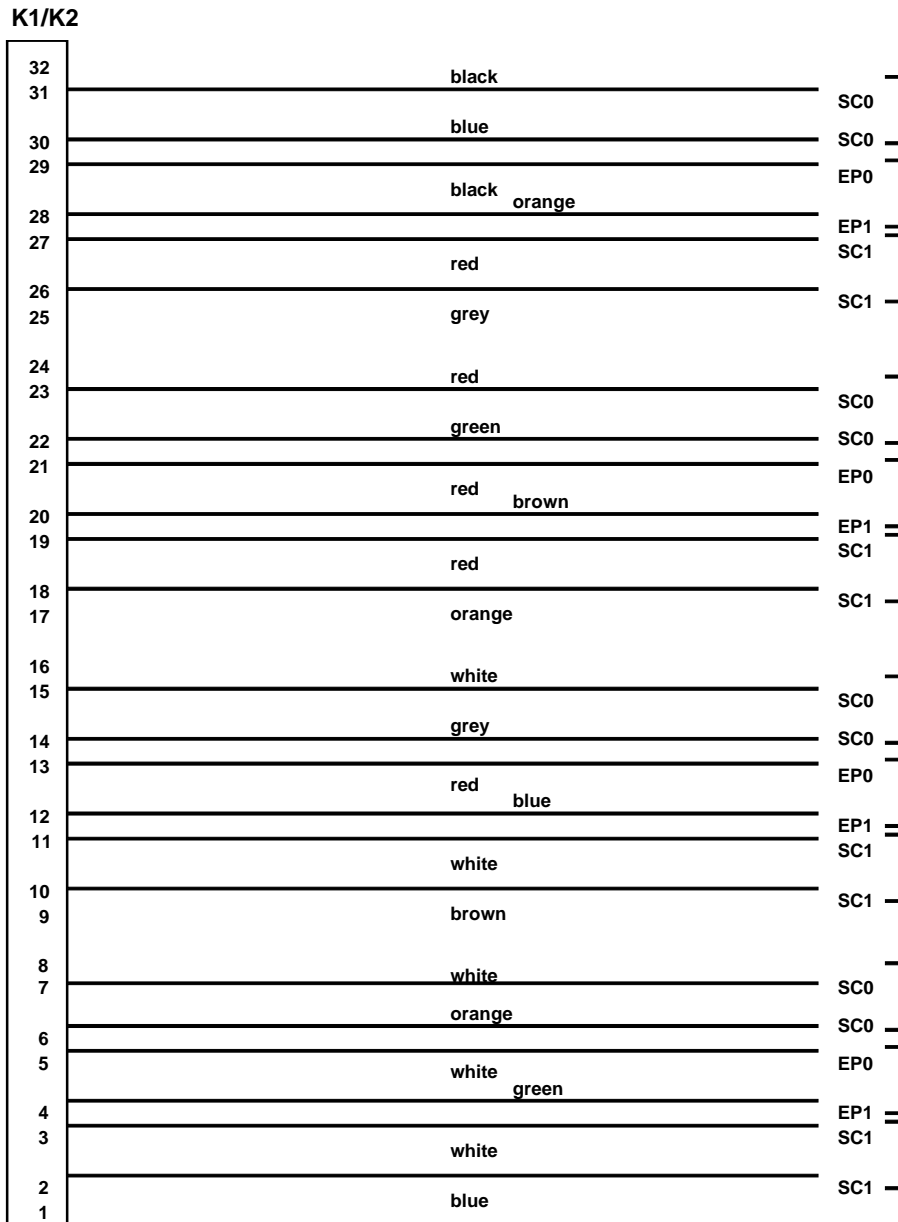 K1/K2
32
black
31
SC0
blue
30
SC0
29
EP0
black
orange
28
EP1
27
SC1
red
26
SC1
25
grey
24
red
23
SC0
green
22
SC0
21
EP0
red
brown
20
EP1
19
SC1
red
18
SC1
17
orange
16
white
15
SC0
grey
14
SC0
13
EP0
red
blue
12
EP1
11
SC1
white
10
SC1
9
brown
8
white
7
SC0
orange
6
SC0
5
EP0
white
green
4
EP1
3
SC1
white
2
SC1
blue
1